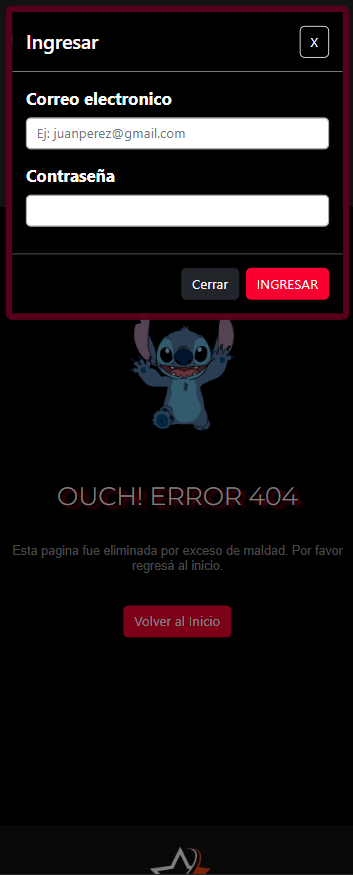 Ingresar
X
Correo electronico
Ej: juanperez@gmail.com
Contraseña
Cerrar
INGRESAR
OUCH! ERROR 404
Esta pagina fue eliminada por exceso de maldad. Por favor
regresá al inicio.
Volver al Inicio